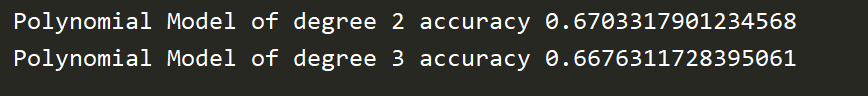 Polynomial Model of degree 2 accuracy 0.6703317901234568
Polynomial Model of degree 3 accuracy 0.6676311728395061